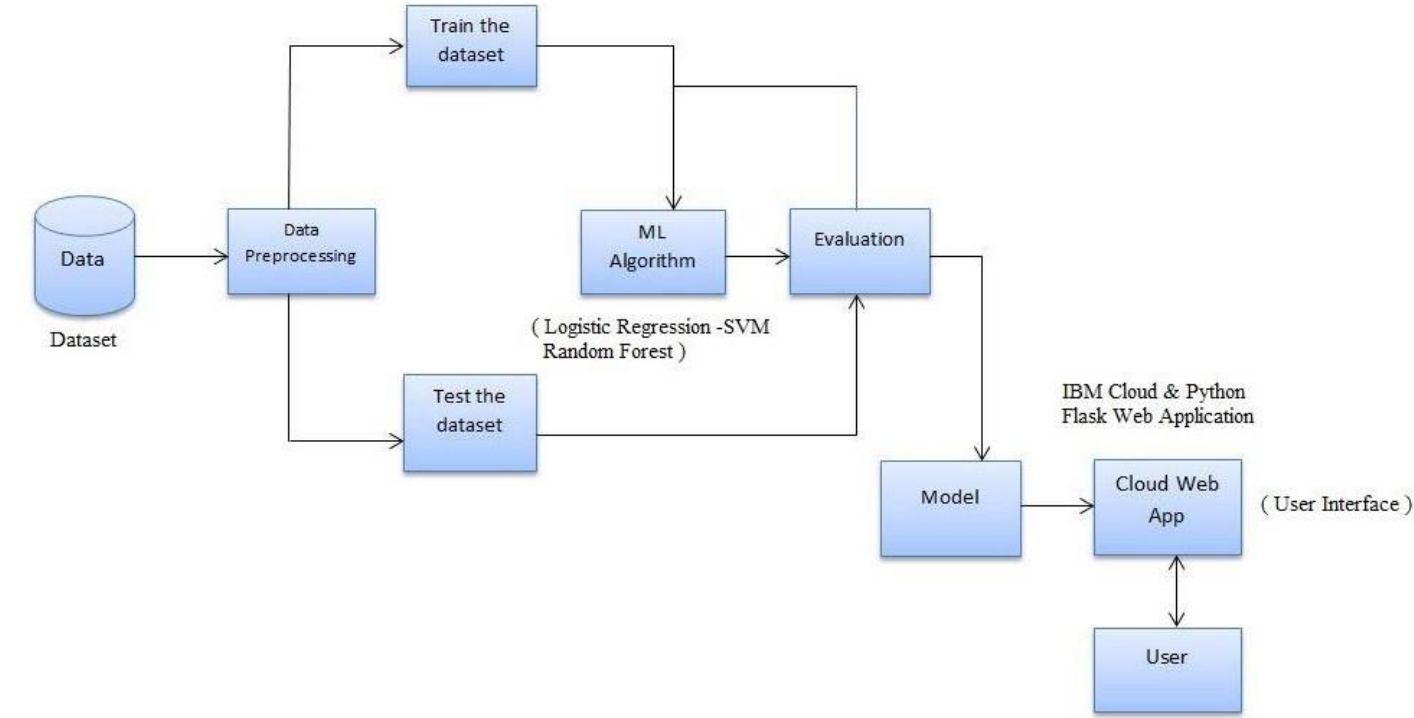 Train the
dataset
Data
Preprocessing
Data
Dataset
ML
Algorithm
Evaluation
( Logistic Regression -SVM
Random Forest )
Test the
dataset
IBM Cloud & Python
Flask Web Application
Model
Cloud Web
App
( User Interface )
User